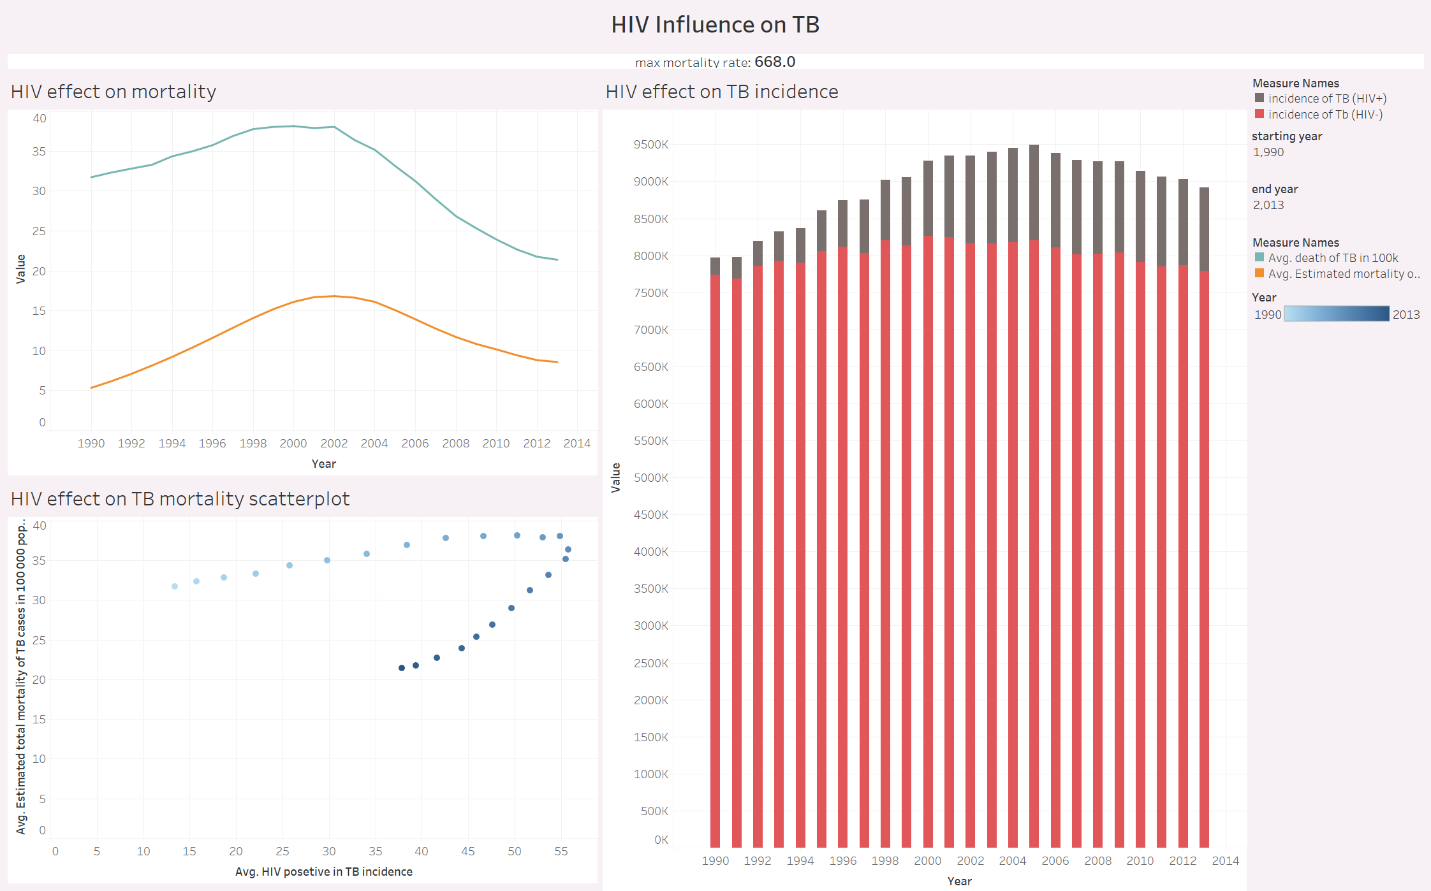 HIV Influence on TB
max mortality rate: 668.0
HIV effect on mortality
40
35
30
25
20
15
10
5
0
Value
1990 1992 1994 1996 1998 2000 2002 2004 2006 2008 2010 2012 2014
Year
HIV effect on TB mortality scatterplot
40
35
30
25
20
15
10
5
0
Avg. Estimated total mortality of TB cases in 100 000 pop..
0 5 10 15 20 25 30 35 40 45 50 55
Avg. HIV posetive in TB incidence
HIV effect on TB incidence
9500K
9000K
8500K
8000K
7500K
7000K
6500K
6000K
5500K
5000K
4500K
4000K
3500K
3000K
2500K
2000K
1500K
1000K
500K
0K
Value
1990 1992 1994 1996 1998 2000 2002 2004 2006 2008 2010 2012 2014
Year
Measure Names
incidence of TB (HIV+)
incidence of Tb (HIV-)
starting year
1,990
end year
2,013
Measure Names
Avg. death of TB in 100k
Avg. Estimated mortality o..
Year
1990 2013